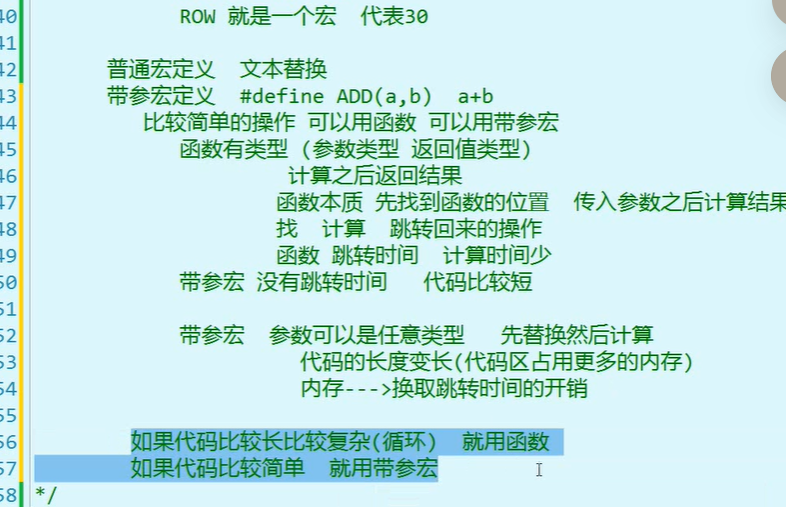 40 ROW 就是一个宏 代表30
41
42 普通宏定义 文本替换
43 带参宏定义 #define ADD(a,b) a+b
44 比较简单的操作 可以用函数 可以用带参宏
45 函数有类型 (参数类型 返回值类型)
46 计算之后返回结果
47 函数本质 先找到函数的位置 传入参数之后计算结果
48 找 计算 跳转回来的操作
49 函数 跳转时间 计算时间少
50 带参宏 没有跳转时间 代码比较短
51
52 带参宏 参数可以是任意类型 先替换然后计算
53 代码的长度变长(代码区占用更多的内存)
54 内存--->换取跳转时间的开销
55
56 如果代码比较长比较复杂(循环) 就用函数
57 如果代码比较简单 就用带参宏
58 */